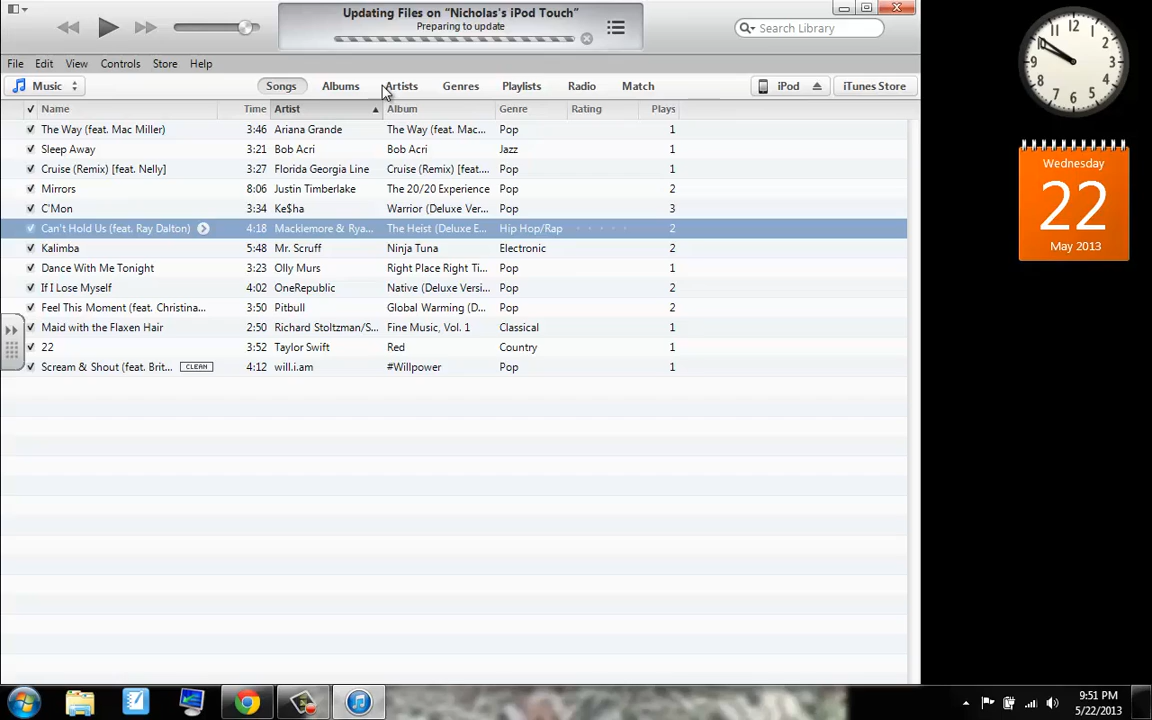 Updating Files on “Nicholas's iPod Touch”
Preparing to update
Search Library
File Edit View Controls Store Help
Music Songs Albums Artists Genres Playlists Radio Match iPod iTunes Store
Name Time Artist Album Genre Rating Plays
The Way (feat. Mac Miller) 3:46 Ariana Grande The Way (feat. Mac... Pop 1
Sleep Away 3:21 Bob Acri Bob Acri Jazz 1
Cruise (Remix) [feat. Nelly] 3:27 Florida Georgia Line Cruise (Remix) [feat.... Pop 1
Mirrors 8:06 Justin Timberlake The 20/20 Experience Pop 2
C'Mon 3:34 Ke$ha Warrior (Deluxe Ver... Pop 3
Can't Hold Us (feat. Ray Dalton) 4:18 Macklemore & Rya... The Heist (Deluxe E... Hip Hop/Rap 2
Kalimba 5:48 Mr. Scruff Ninja Tuna Electronic 2
Dance With Me Tonight 3:23 Olly Murs Right Place Right Ti... Pop 1
If I Lose Myself 4:02 OneRepublic Native (Deluxe Versi... Pop 2
Feel This Moment (feat. Christina... 3:50 Pitbull Global Warming (D... Pop 2
Maid with the Flaxen Hair 2:50 Richard Stoltzman/S... Fine Music, Vol. 1 Classical 1
22 3:52 Taylor Swift Red Country 1
Scream & Shout (feat. Brit... CLEAN 4:12 will.i.am #Willpower Pop 1
12
11 1
10 2
9 3
8 4
7 5
6
Wednesday
22
May 2013
9:51 PM
5/22/2013